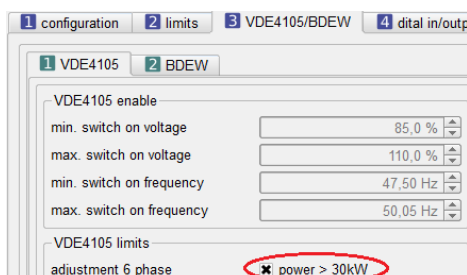 1 configuration 2 limits 3 VDE4105/BDEW 4 dital in/outp
1 VDE4105 2 BDEW
VDE4105 enable
min. switch on voltage 85,0 %
max. switch on voltage 110,0 %
min. switch on frequency 47,50 Hz
max. switch on frequency 50,05 Hz
VDE4105 limits
adjustment 6 phase power > 30kW